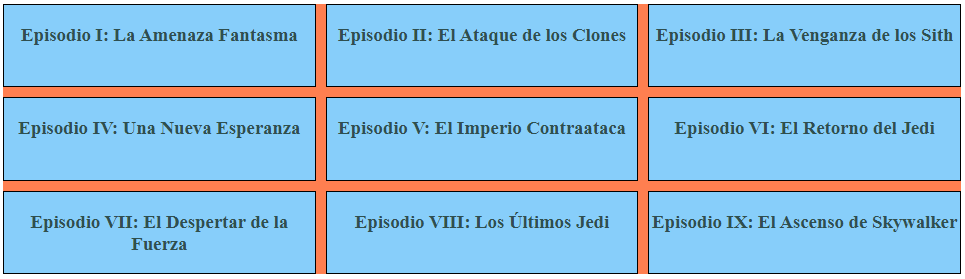 Episodio I: La Amenaza Fantasma
Episodio II: El Ataque de los Clones
Episodio III: La Venganza de los Sith
Episodio IV: Una Nueva Esperanza
Episodio V: El Imperio Contraataca
Episodio VI: El Retorno del Jedi
Episodio VII: El Despertar de la
Fuerza
Episodio VIII: Los Últimos Jedi
Episodio IX: El Ascenso de Skywalker